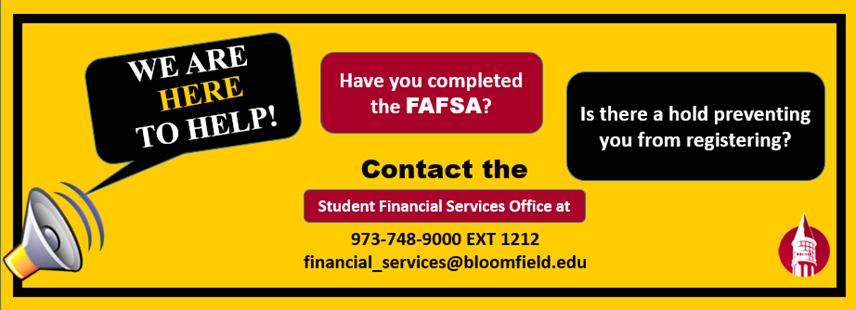 WE ARE
HERE
TO HELP!
Have you completed
the FAFSA?
Is there a hold preventing
you from registering?
Contact the
Student Financial Services Office at
973-748-9000 EXT 1212
financial_services@bloomfield.edu